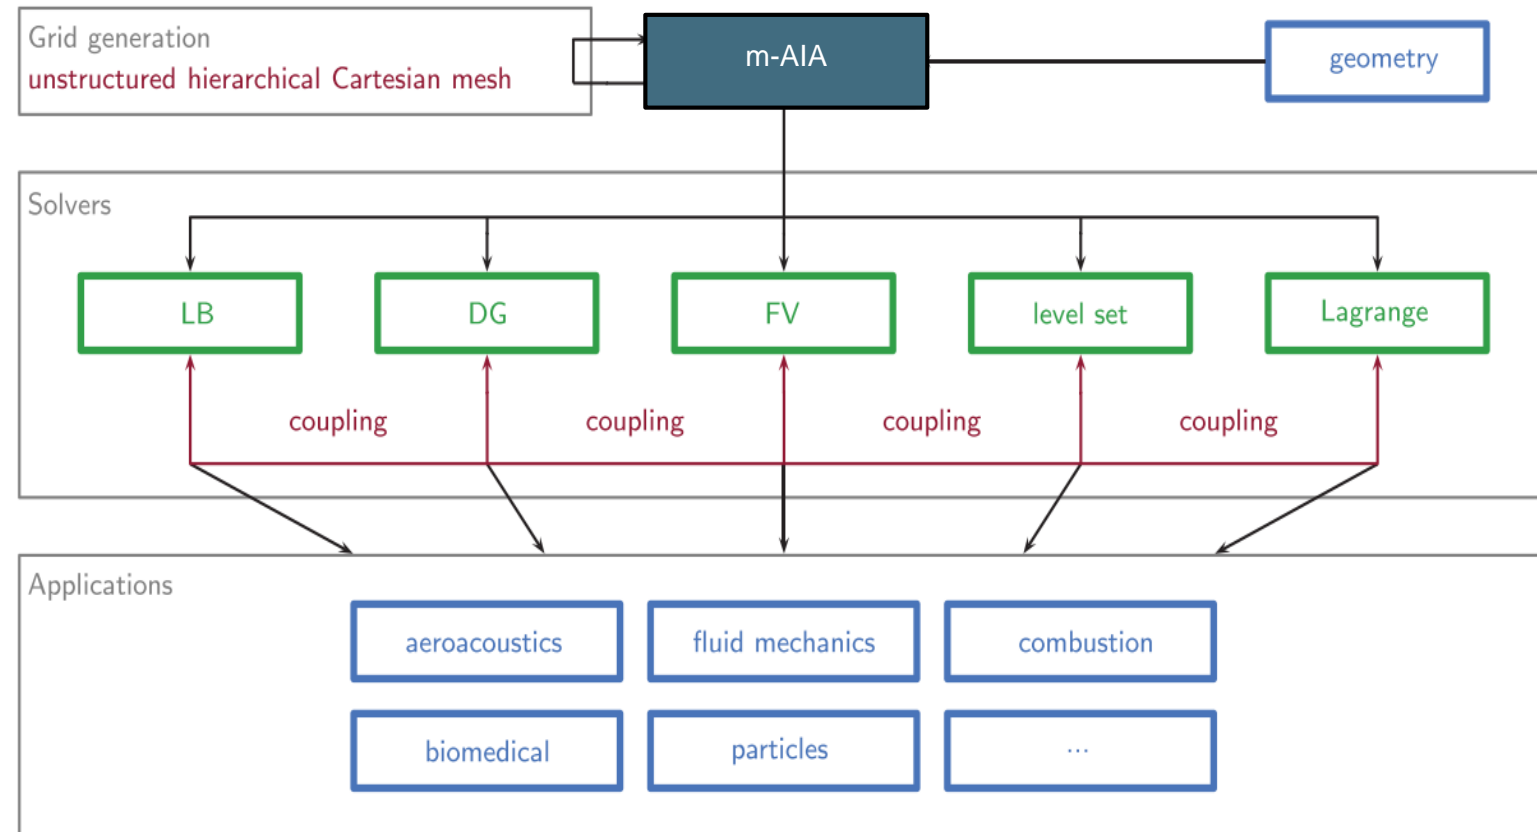 Grid generation
unstructured hierarchical Cartesian mesh
m-AIA
geometry
Solvers
LB
DG
FV
level set
Lagrange
coupling
coupling
coupling
coupling
Applications
aeroacoustics
fluid mechanics
combustion
biomedical
particles
...